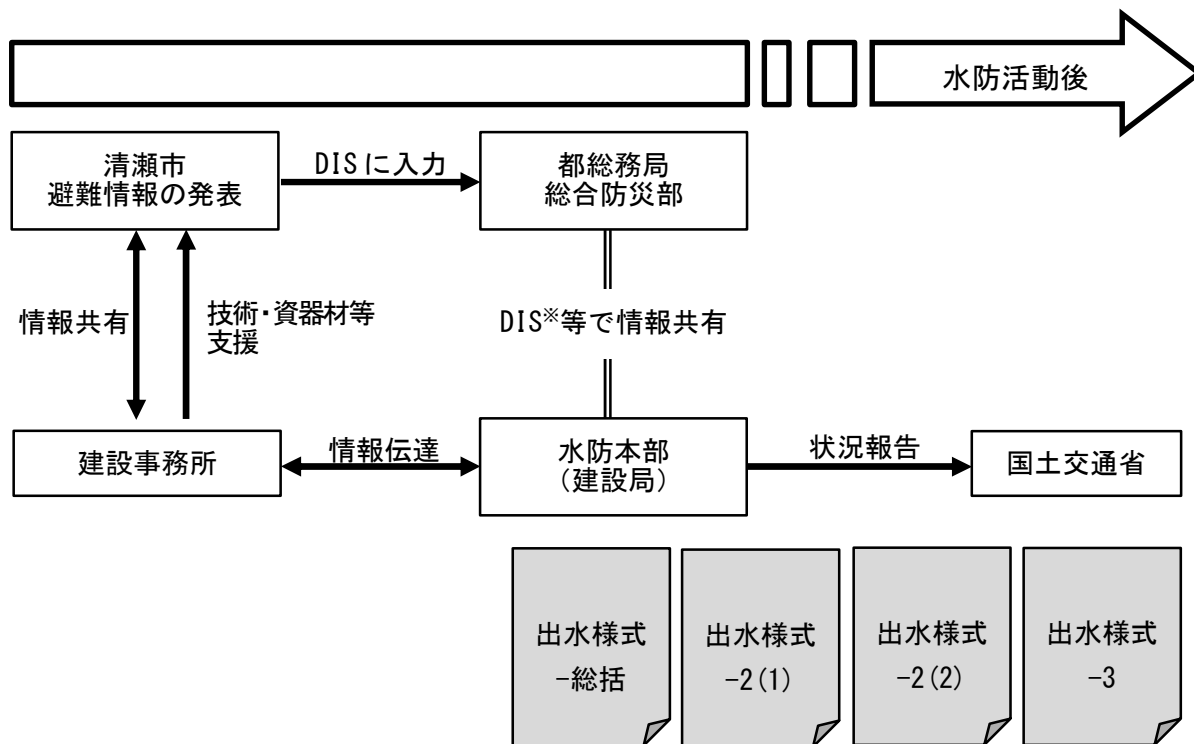 水防活動後
清瀬市
避難情報の発表
DISに入力
都総務局
総合防災部
情報共有
技術・資器材等
支援
DIS※等で情報共有
建設事務所
情報伝達
水防本部
(建設局)
状況報告
国土交通省
出水様式
-総括
出水様式
-2(1)
出水様式
-2(2)
出水様式
-3